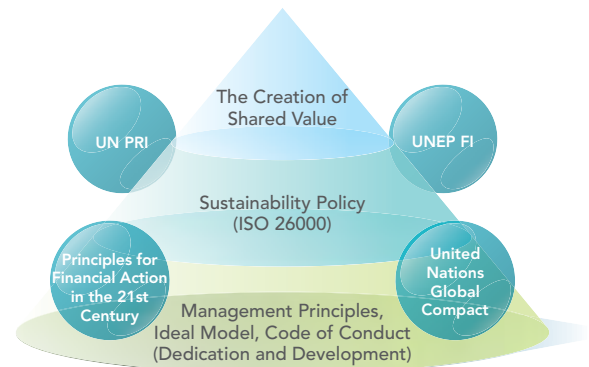 The Creation of
Shared Value
UN PRI
UNEP FI
Sustainability Policy
(ISO 26000)
Principles for
Financial Action
in the 21st
Century
United
Nations
Global
Compact
Management Principles,
Ideal Model, Code of Conduct
(Dedication and Development)